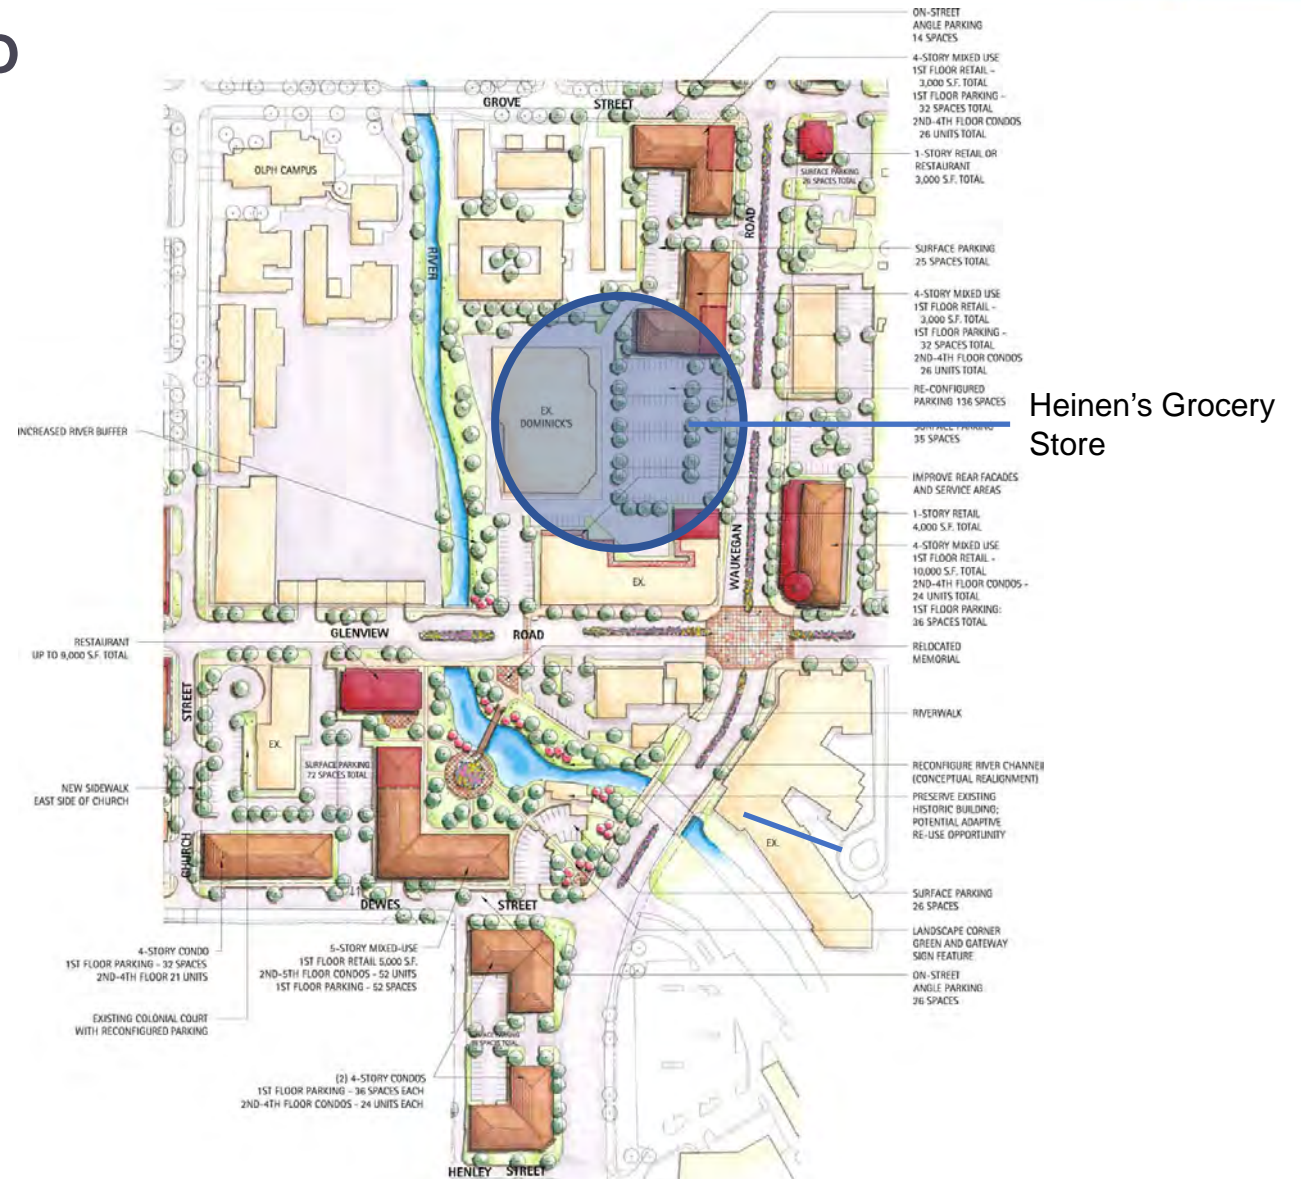 ON-STREET
ANGLE PARKING
14 SPACES
4-STORY MIXED USE
1ST FLOOR RETAIL -
3,000 S.F. TOTAL
1ST FLOOR PARKING -
32 SPACES TOTAL
2ND-4TH FLOOR CONDOS
26 UNITS TOTAL
1-STORY RETAIL OR
RESTAURANT
3,000 S.F. TOTAL
SURFACE PARKING
25 SPACES TOTAL
4-STORY MIXED USE
1ST FLOOR RETAIL -
3,000 S.F. TOTAL
1ST FLOOR PARKING -
32 SPACES TOTAL
2ND-4TH FLOOR CONDOS
26 UNITS TOTAL
RE-CONFIGURED
PARKING 136 SPACES
SURFACE PARKING
35 SPACES
Heinen's Grocery
Store
IMPROVE REAR FACADES
AND SERVICE AREAS
1-STORY RETAIL
4,000 S.F. TOTAL
4-STORY MIXED USE
1ST FLOOR RETAIL -
10,000 S.F. TOTAL
2ND-4TH FLOOR CONDOS -
24 UNITS TOTAL
1ST FLOOR PARKING:
36 SPACES TOTAL
RELOCATED
MEMORIAL
RIVERWALK
RECONFIGURE RIVER CHANNEL
(CONCEPTUAL REALIGNMENT)
PRESERVE EXISTING
HISTORIC BUILDING;
POTENTIAL ADAPTIVE
RE-USE OPPORTUNITY
SURFACE PARKING
26 SPACES
LANDSCAPE CORNER
GREEN AND GATEWAY
SIGN FEATURE
ON-STREET
ANGLE PARKING
26 SPACES
GROVE STREET
OLPH CAMPUS
RIVER
ROAD
SURFACE PARKING
26 SPACES TOTAL
EX.
DOMINICK'S
WAUKEGAN
EX.
INCREASED RIVER BUFFER
GLENVIEW ROAD
RESTAURANT
UP TO 9,000 S.F. TOTAL
STREET
EX.
SURFACE PARKING
72 SPACES TOTAL
NEW SIDEWALK
EAST SIDE OF CHURCH
CHURCH
EX.
DEWES STREET
4-STORY CONDO
1ST FLOOR PARKING - 32 SPACES
2ND-4TH FLOOR 21 UNITS
5-STORY MIXED-USE
1ST FLOOR RETAIL 5,000 S.F.
2ND-5TH FLOOR CONDOS - 52 UNITS
1ST FLOOR PARKING - 52 SPACES
EXISTING COLONIAL COURT
WITH RECONFIGURED PARKING
SURFACE PARKING
SPACES TOTAL
(2) 4-STORY CONDOS
1ST FLOOR PARKING - 36 SPACES EACH
2ND-4TH FLOOR CONDOS - 24 UNITS EACH
HENLEY STREET